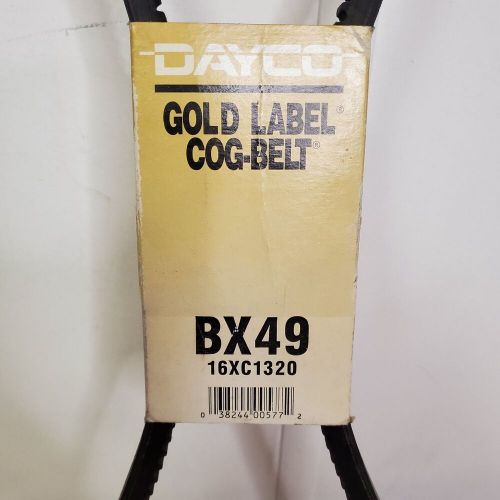 DAYCO
GOLD LABEL®
COG-BELT®
BX49
16XC1320
0 38244 00577 2